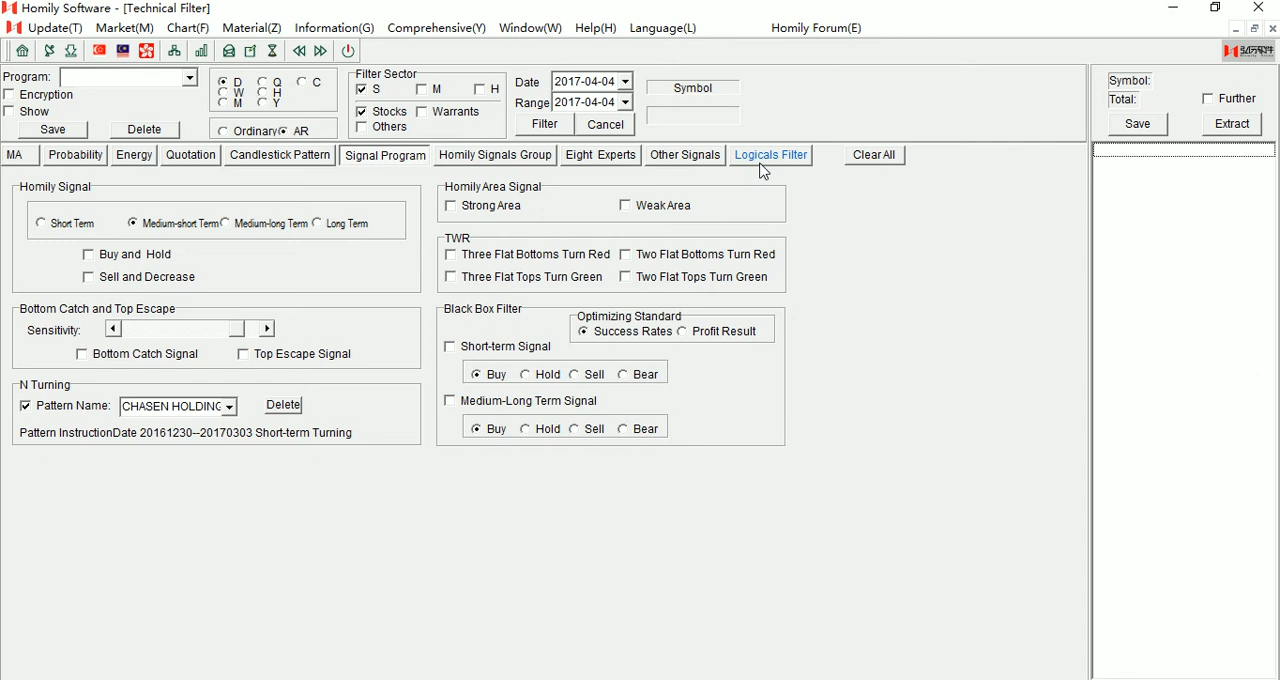 Homily Software - [Technical Filter]
Update(T) Market(M) Chart(F) Material(Z) Information(G) Comprehensive(Y) Window(W) Help(H) Language(L) Homily Forum(E)
弘历软件
Program:
Encryption
Show
Save Delete
D Q C
W H
M Y
Ordinary AR
Filter Sector
S M H
Stocks Warrants
Others
Date 2017-04-04
Range 2017-04-04
Filter Cancel
Symbol
Symbol:
Total: Further
Save Extract
MA Probability Energy Quotation Candlestick Pattern Signal Program Homily Signals Group Eight Experts Other Signals Logicals Filter Clear All
Homily Signal
Short Term Medium-short Term Medium-long Term Long Term
Buy and Hold
Sell and Decrease
Bottom Catch and Top Escape
Sensitivity:
Bottom Catch Signal Top Escape Signal
N Turning
Pattern Name: CHASEN HOLDING Delete
Pattern InstructionDate 20161230--20170303 Short-term Turning
Homily Area Signal
Strong Area Weak Area
TWR
Three Flat Bottoms Turn Red Two Flat Bottoms Turn Red
Three Flat Tops Turn Green Two Flat Tops Turn Green
Black Box Filter
Optimizing Standard
Success Rates Profit Result
Short-term Signal
Buy Hold Sell Bear
Medium-Long Term Signal
Buy Hold Sell Bear